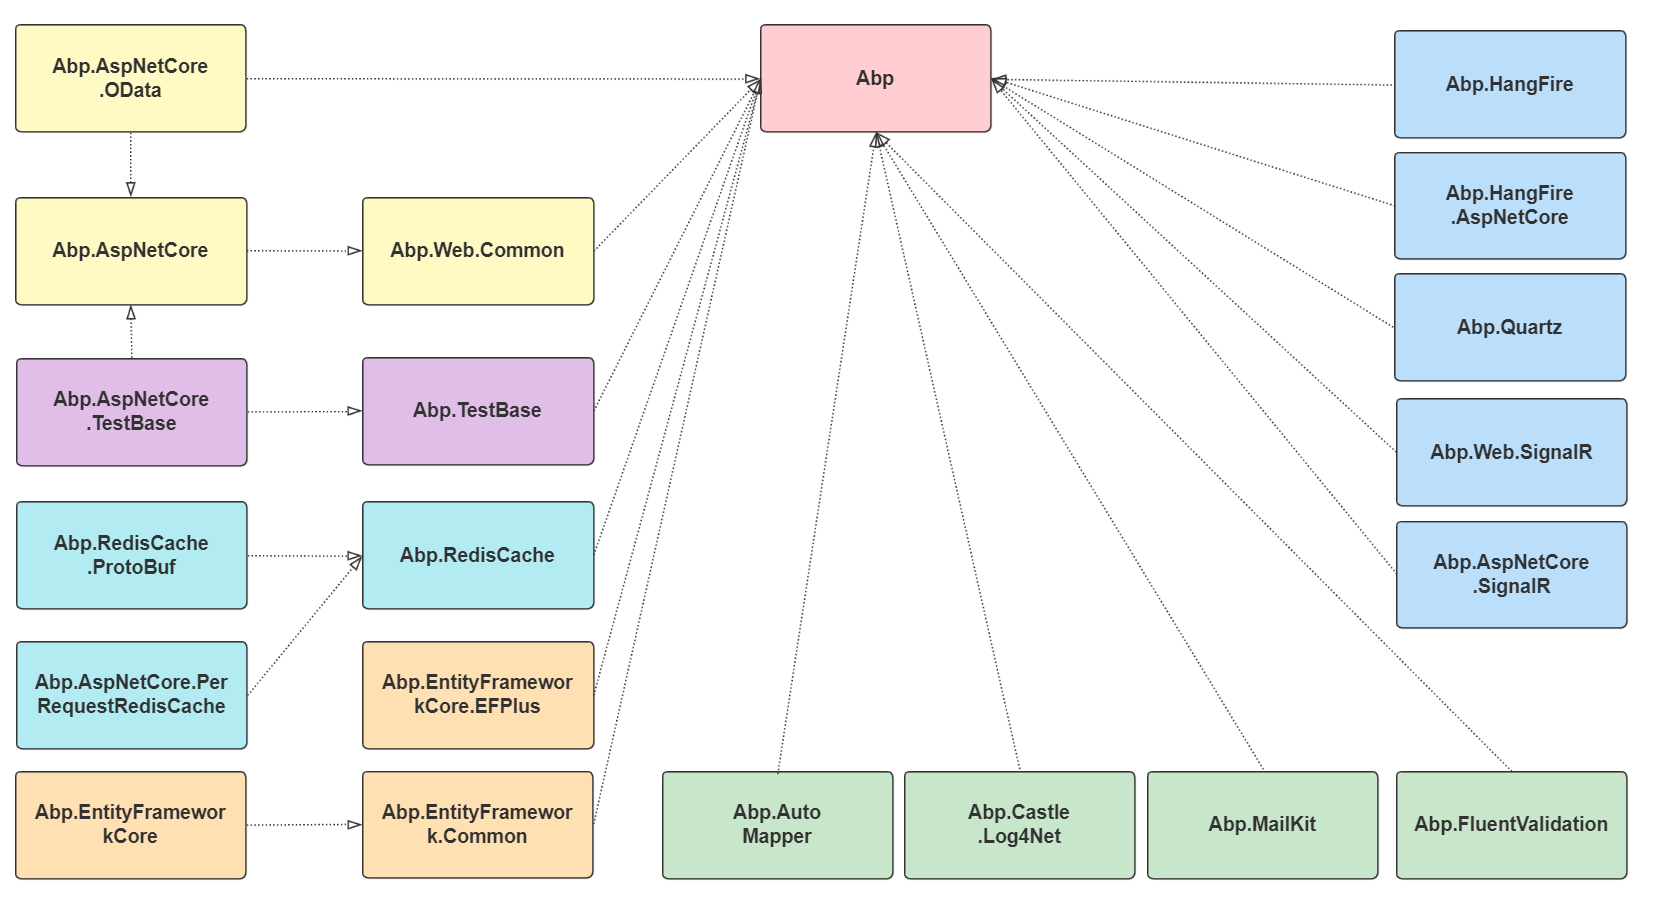 Abp.AspNetCore
.OData
Abp
Abp.HangFire
Abp.HangFire
.AspNetCore
Abp.AspNetCore
Abp.Web.Common
Abp.Quartz
Abp.AspNetCore
.TestBase
Abp.TestBase
Abp.Web.SignalR
Abp.RedisCache
.ProtoBuf
Abp.RedisCache
Abp.AspNetCore
.SignalR
Abp.AspNetCore.Per
RequestRedisCache
Abp.EntityFramewor
kCore.EFPlus
Abp.EntityFramewor
kCore
Abp.EntityFramewor
k.Common
Abp.Auto
Mapper
Abp.Castle
.Log4Net
Abp.MailKit
Abp.FluentValidation